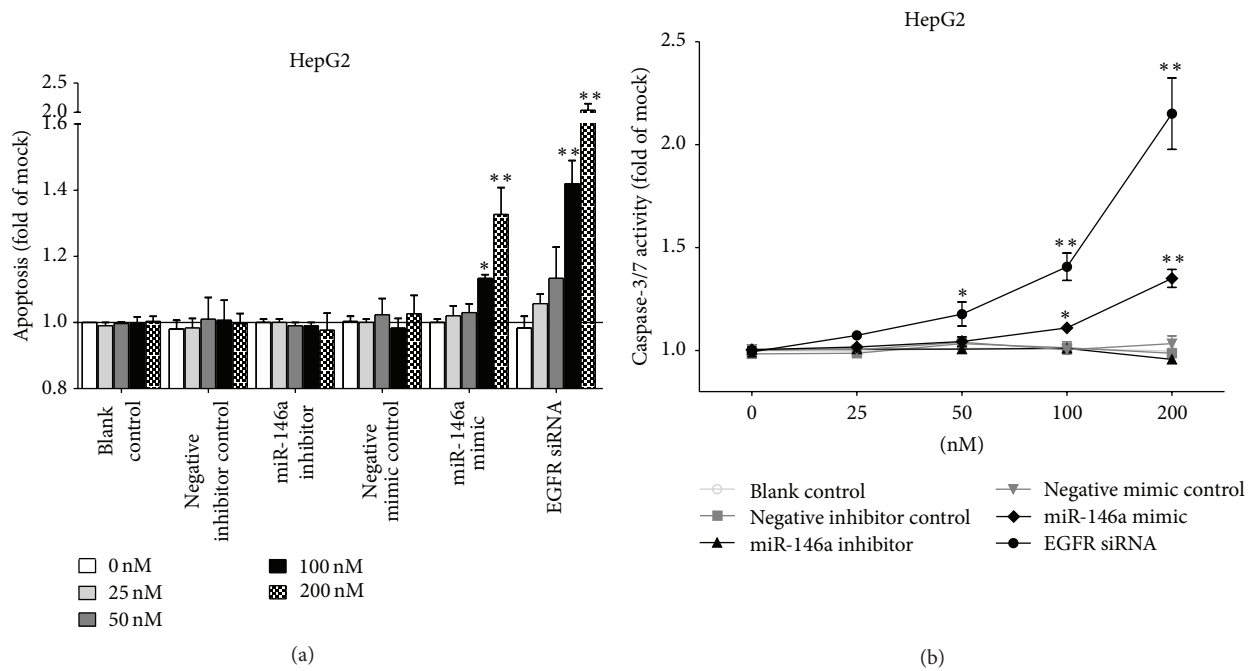 HepG2
Apoptosis (fold of mock)
2.5
2.0
1.6
1.4
1.2
1.0
0.8
**
**
**
*
Blank
control
Negative
inhibitor control
miR-146a
inhibitor
Negative
mimic control
miR-146a
mimic
EGFR siRNA
0 nM
25 nM
50 nM
100 nM
200 nM
(a)
HepG2
Caspase-3/7 activity (fold of mock)
2.5
2.0
1.5
1.0
**
**
*
**
*
0 25 50 100 200
(nM)
Blank control
Negative inhibitor control
miR-146a inhibitor
Negative mimic control
miR-146a mimic
EGFR siRNA
(b)